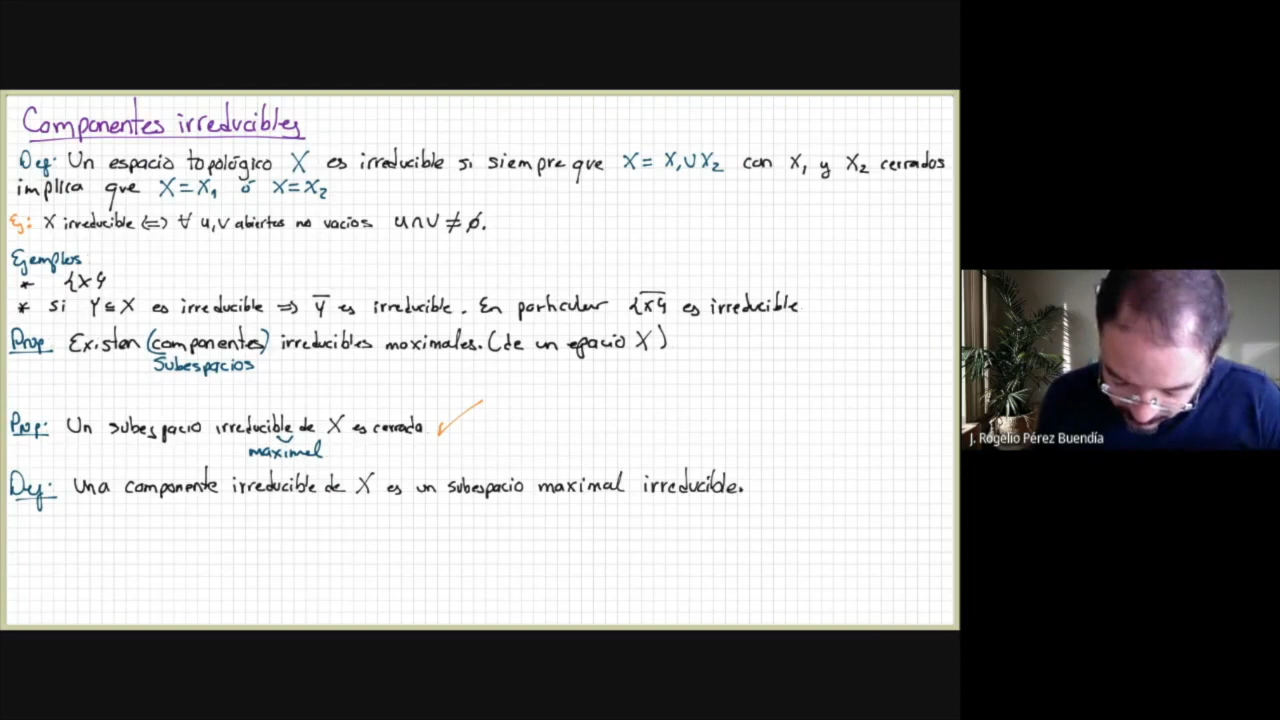 Componentes irreducibles
Def: Un espacio topológico X es irreducible si siempre que X = X₁ ∪ X₂ con X₁ y X₂ cerrados
implica que X = X₁ ó X = X₂
Ej: X irreducible ⟺ ∀ u, v abiertos no vacios u ∩ v ≠ ∅.
Ejemplos
* {x}
* si Y ⊆ X es irreducible ⟹ Y̅ es irreducible. En particular \overline{{x}} es irreducible
Prop Existen (componentes) irreducibles maximales. (de un espacio X)
Subespacios
Prop: Un subespacio irreducible de X es cerrado ✓
maximal
Def: Una componente irreducible de X es un subespacio maximal irreducible.
J. Rogelio Pérez Buendía